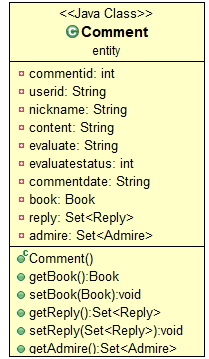 <<Java Class>>
C Comment
entity
commentid: int
userid: String
nickname: String
content: String
evaluate: String
evaluatestatus: int
commentdate: String
book: Book
reply: Set<Reply>
admire: Set<Admire>
c Comment()
getBook():Book
setBook(Book):void
getReply():Set<Reply>
setReply(Set<Reply>):void
getAdmire():Set<Admire>